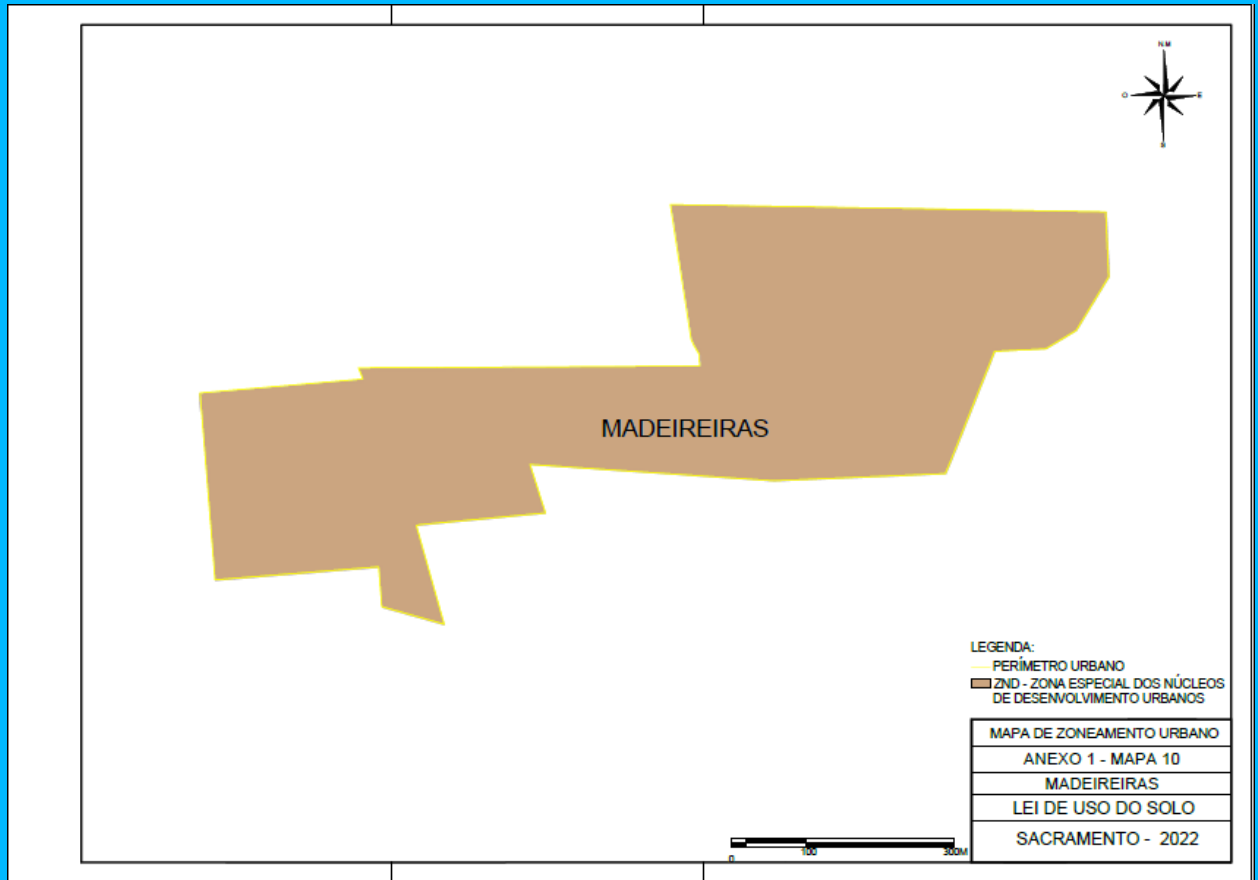 N.M
O
E
S
MADEIREIRAS
LEGENDA:
PERÍMETRO URBANO
ZND - ZONA ESPECIAL DOS NÚCLEOS
DE DESENVOLVIMENTO URBANOS
MAPA DE ZONEAMENTO URBANO
ANEXO 1 - MAPA 10
MADEIREIRAS
LEI DE USO DO SOLO
SACRAMENTO - 2022
0 100 300M